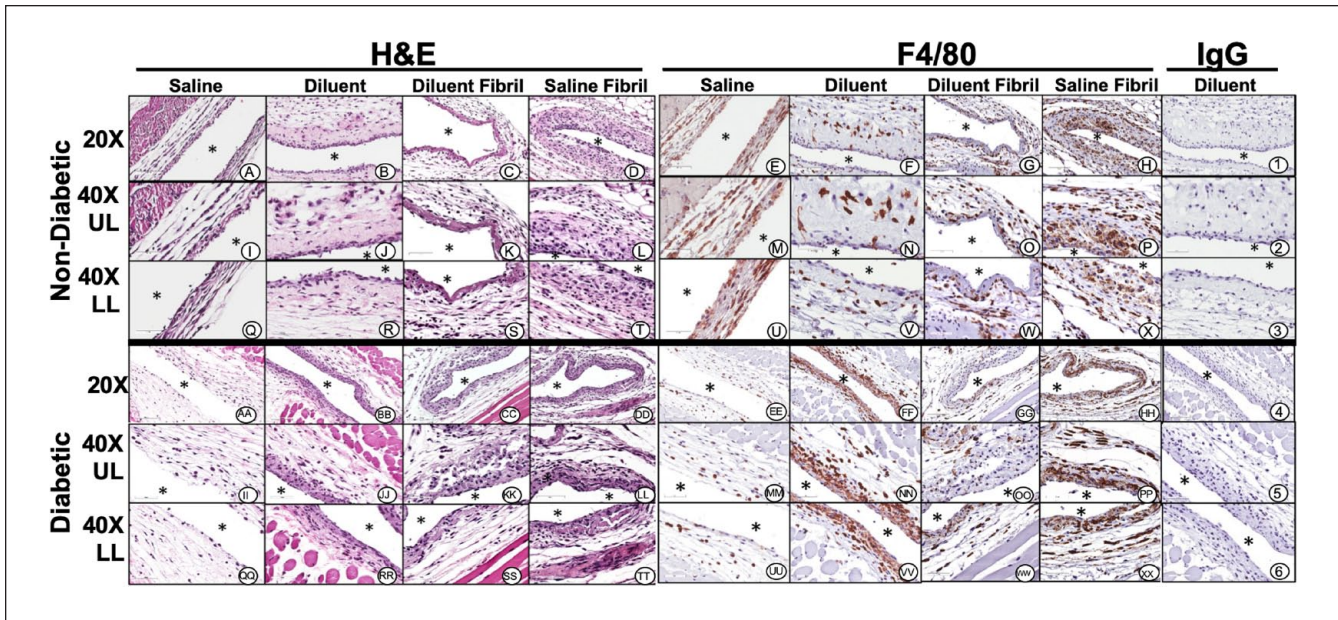 H&E F4/80 IgG
Saline Diluent Diluent Fibril Saline Fibril Saline Diluent Diluent Fibril Saline Fibril Diluent
Non-Diabetic
20X
A B C D E F G H 1
40X
UL
I J K L M N O P 2
40X
LL
Q R S T U V W X 3
Diabetic
20X
AA BB CC DD EE FF GG HH 4
40X
UL
II JJ KK LL MM NN OO PP 5
40X
LL
QQ RR SS TT UU VV WW XX 6